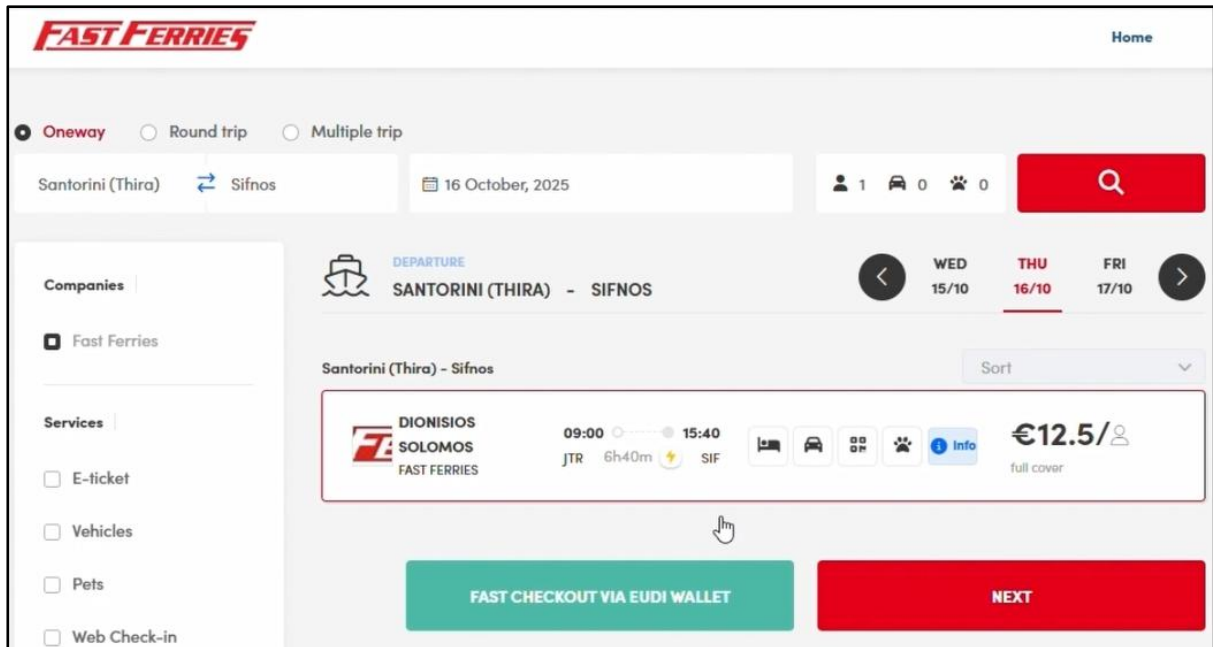 FAST FERRIES
Home
Oneway Round trip Multiple trip
Santorini (Thira) Sifnos 16 October, 2025 1 0 0
Companies
Fast Ferries
Services
E-ticket
Vehicles
Pets
Web Check-in
DEPARTURE
SANTORINI (THIRA) - SIFNOS
WED THU FRI
15/10 16/10 17/10
Santorini (Thira) - Sifnos Sort
FE
DIONISIOS
SOLOMOS
FAST FERRIES
09:00 15:40
JTR 6h40m SIF
Info
€12.5/
full cover
FAST CHECKOUT VIA EUDI WALLET NEXT